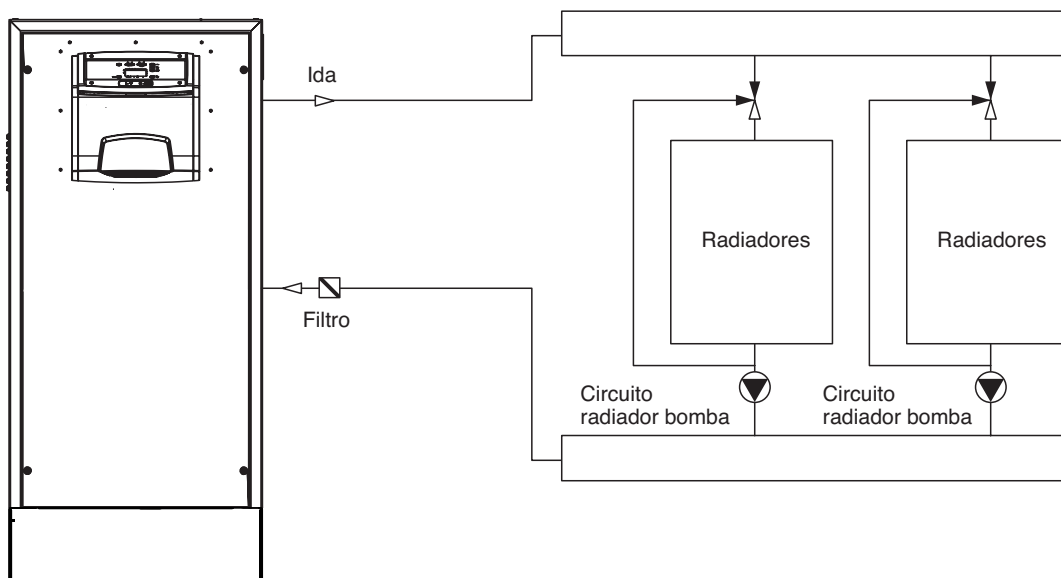 Ida
Radiadores
Radiadores
Filtro
Circuito
radiador bomba
Circuito
radiador bomba